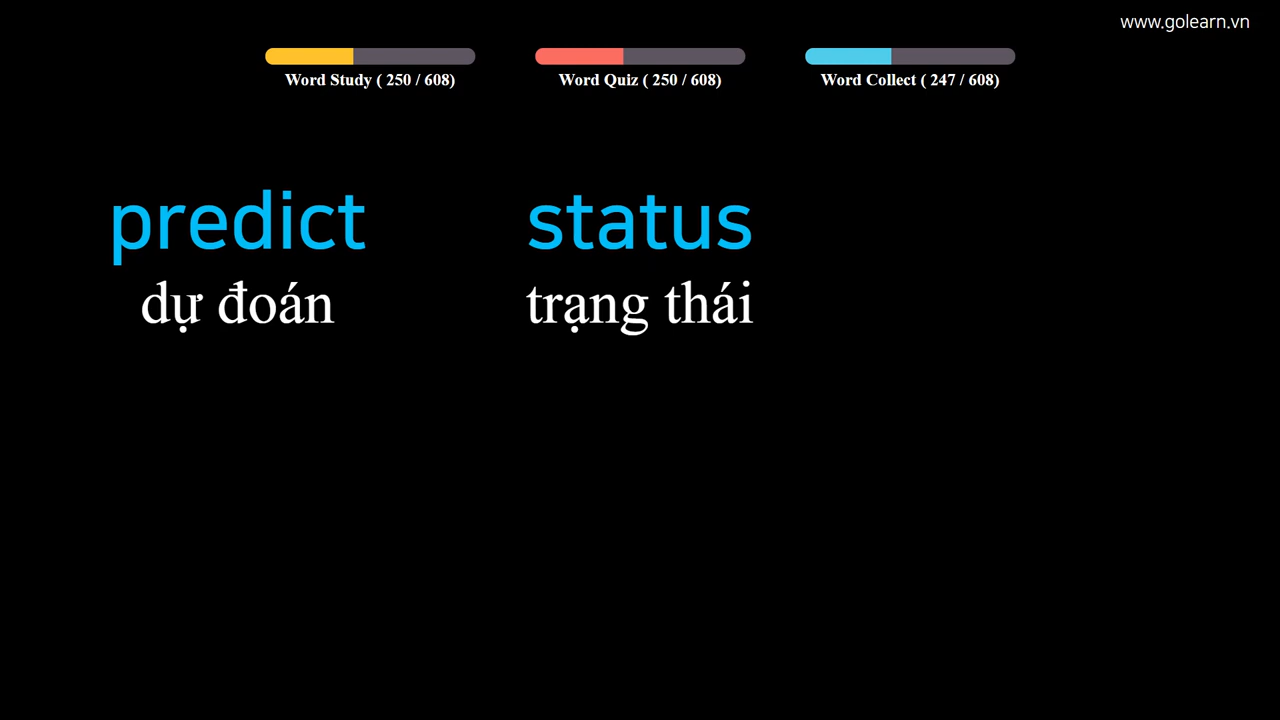 www.golearn.vn
Word Study ( 250 / 608)
Word Quiz ( 250 / 608)
Word Collect ( 247 / 608)
predict
dự đoán
status
trạng thái